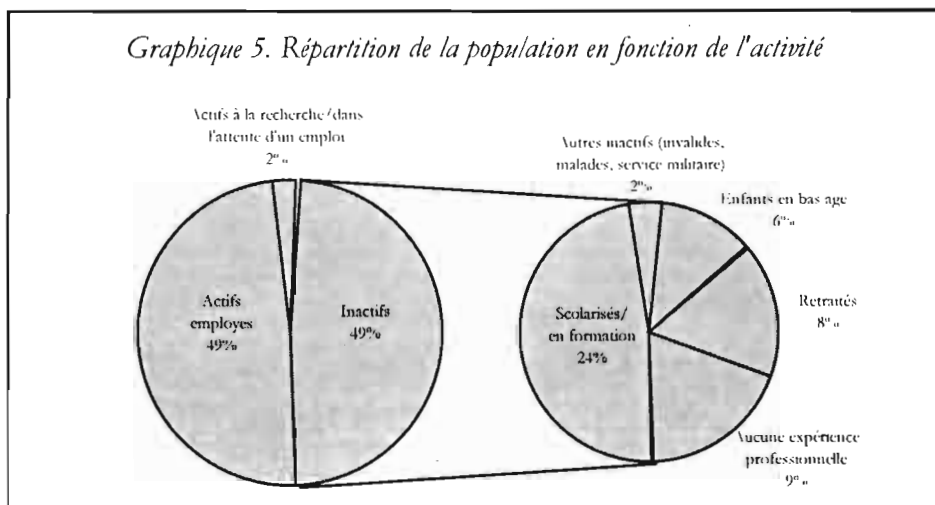 Graphique 5. Répartition de la population en fonction de l'activité
Actifs à la recherche/dans
l'attente d'un emploi
2%
Autres inactifs (invalides,
malades, service militaire)
2%
Enfants en bas age
6%
Actifs
employes
49%
Inactifs
49%
Scolarisés/
en formation
24%
Retraités
8%
Aucune expérience
professionnelle
9%